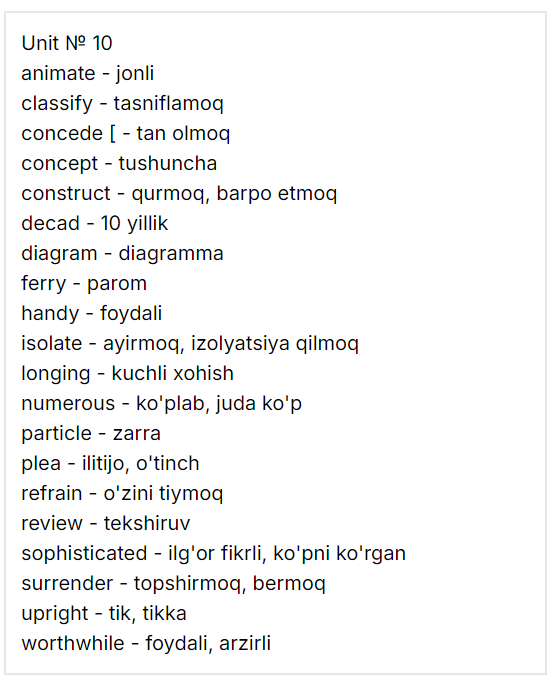 Unit № 10
animate - jonli
classify - tasniflamoq
concede [ - tan olmoq
concept - tushuncha
construct - qurmoq, barpo etmoq
decad - 10 yillik
diagram - diagramma
ferry - parom
handy - foydali
isolate - ayirmoq, izolyatsiya qilmoq
longing - kuchli xohish
numerous - ko'plab, juda ko'p
particle - zarra
plea - ilitijo, o'tinch
refrain - o'zini tiymoq
review - tekshiruv
sophisticated - ilg'or fikrli, ko'pni ko'rgan
surrender - topshirmoq, bermoq
upright - tik, tikka
worthwhile - foydali, arzirli